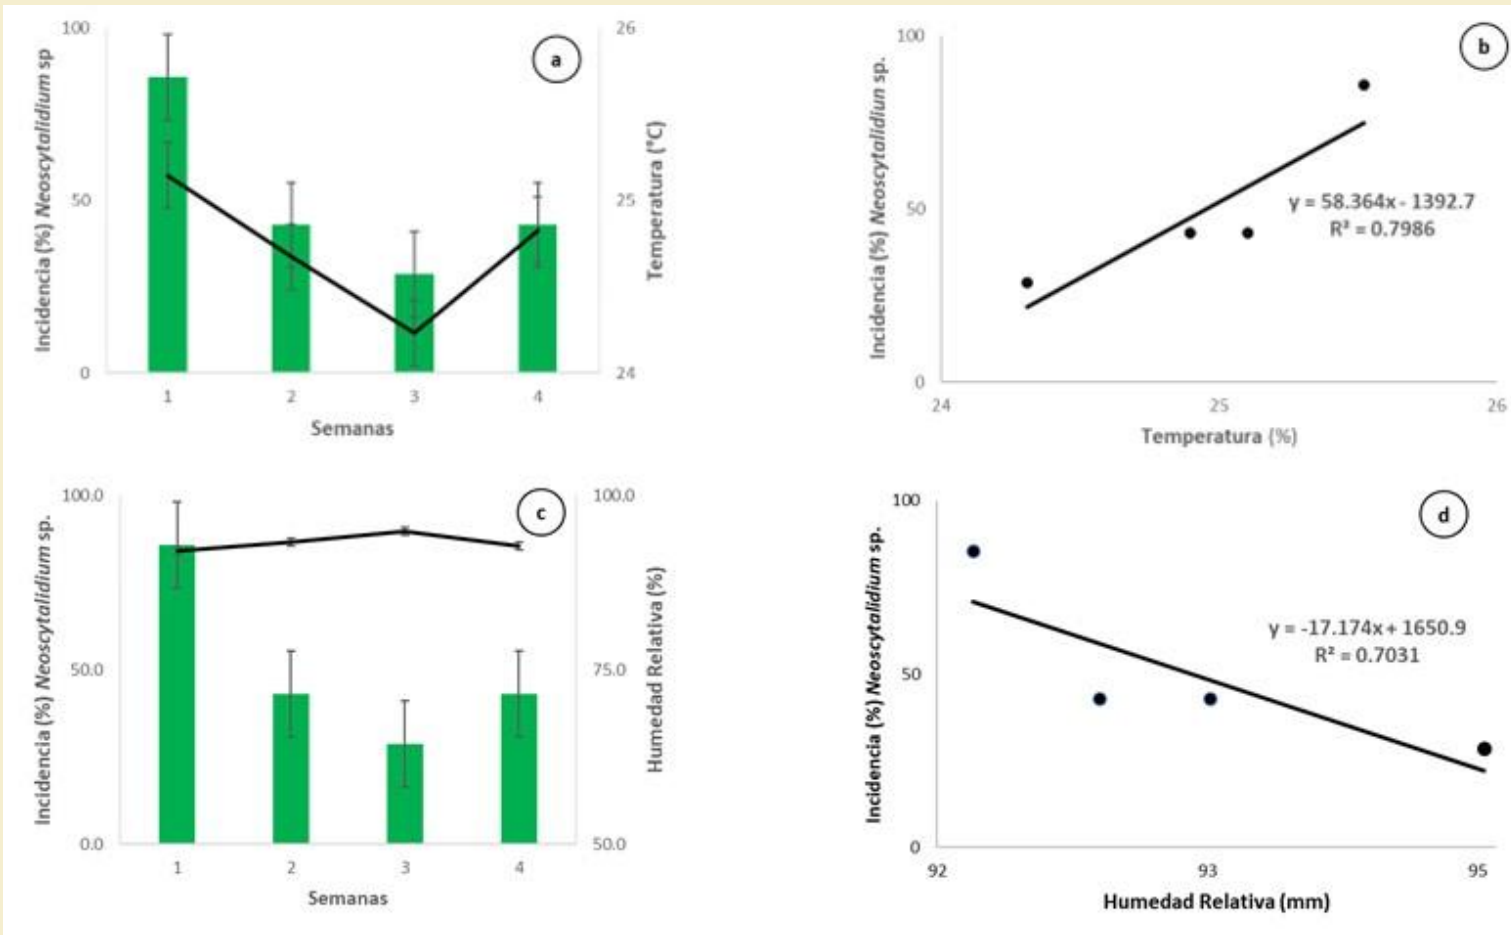 a
Incidencia (%) Neoscytalidium sp
100
50
0
26
25
24
Temperatura (°C)
1 2 3 4
Semanas
b
Incidencia (%) Neoscytalidiun sp.
100
50
0
y = 58.364x - 1392.7
R² = 0.7986
24 25 26
Temperatura (%)
c
Incidencia (%) Neoscytalidium sp.
100.0
50.0
0.0
100.0
75.0
50.0
Humedad Relativa (%)
1 2 3 4
Semanas
d
Incidencia (%) Neoscytalidium sp.
100
50
0
y = -17.174x + 1650.9
R² = 0.7031
92 93 95
Humedad Relativa (mm)